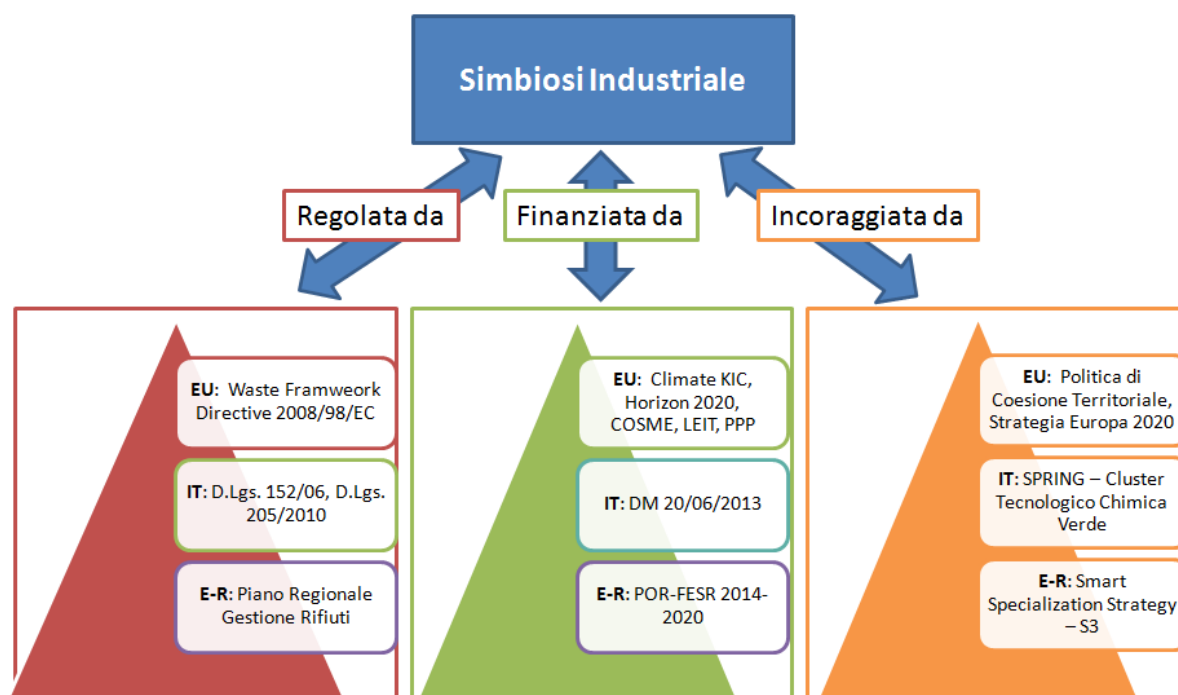 Simbiosi Industriale
Regolata da
Finanziata da
Incoraggiata da
EU: Waste Framweork
Directive 2008/98/EC
IT: D.Lgs. 152/06, D.Lgs.
205/2010
E-R: Piano Regionale
Gestione Rifiuti
EU: Climate KIC,
Horizon 2020,
COSME, LEIT, PPP
IT: DM 20/06/2013
E-R: POR-FESR 2014-
2020
EU: Politica di
Coesione Territoriale,
Strategia Europa 2020
IT: SPRING – Cluster
Tecnologico Chimica
Verde
E-R: Smart
Specialization Strategy
– S3